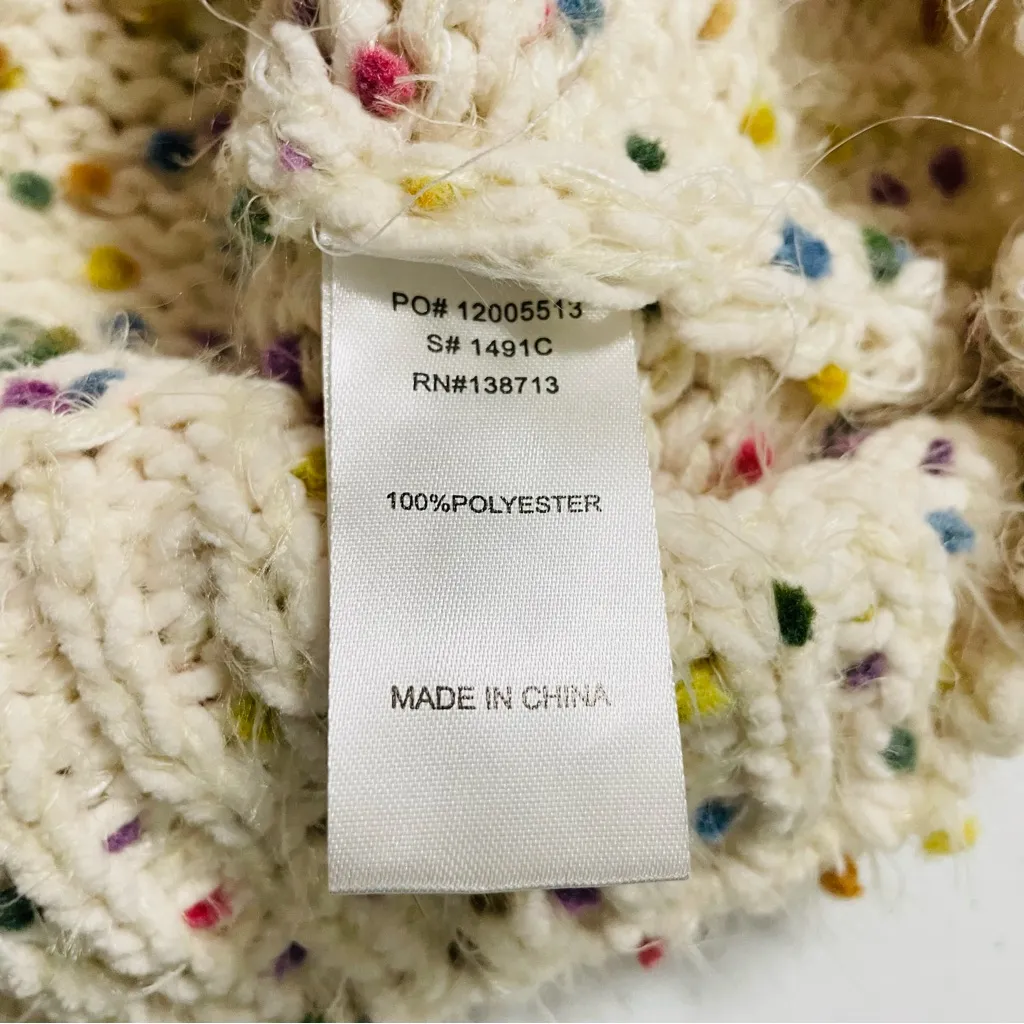 PO# 12005513
S# 1491C
RN#138713
100%POLYESTER
MADE IN CHINA